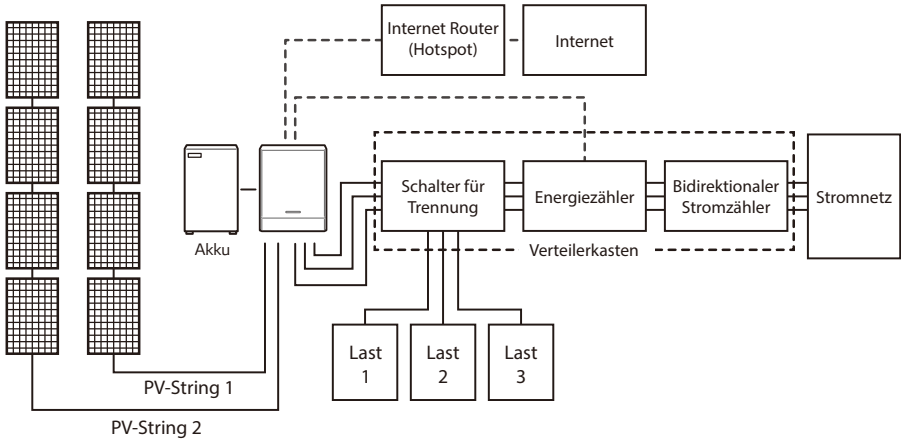 Internet Router
(Hotspot)
Internet
Schalter für
Trennung
Energiezähler
Bidirektionaler
Stromzähler
Stromnetz
Akku
Verteilerkasten
Last
1
Last
2
Last
3
PV-String 1
PV-String 2